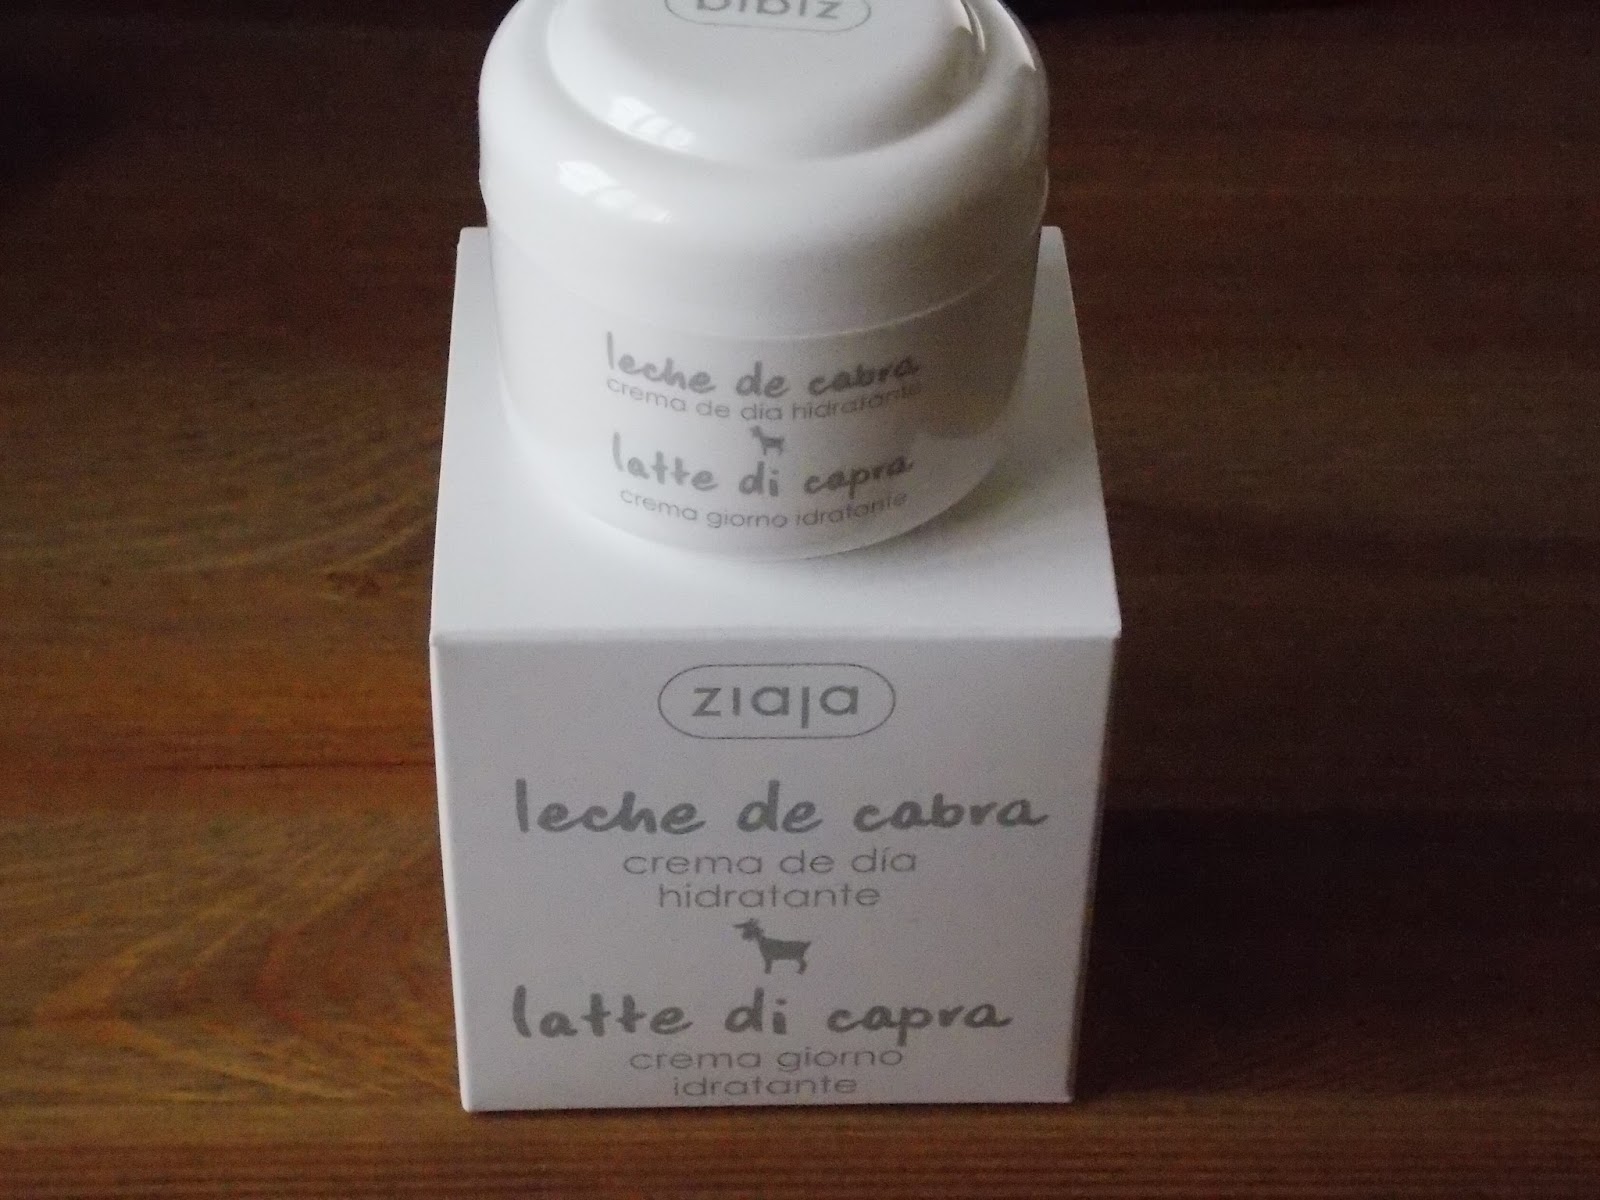 ziaja
leche de cabra
crema de día hidratante
latte di capra
crema giorno idratante
ziaja
leche de cabra
crema de día
hidratante
latte di capra
crema giorno
idratante